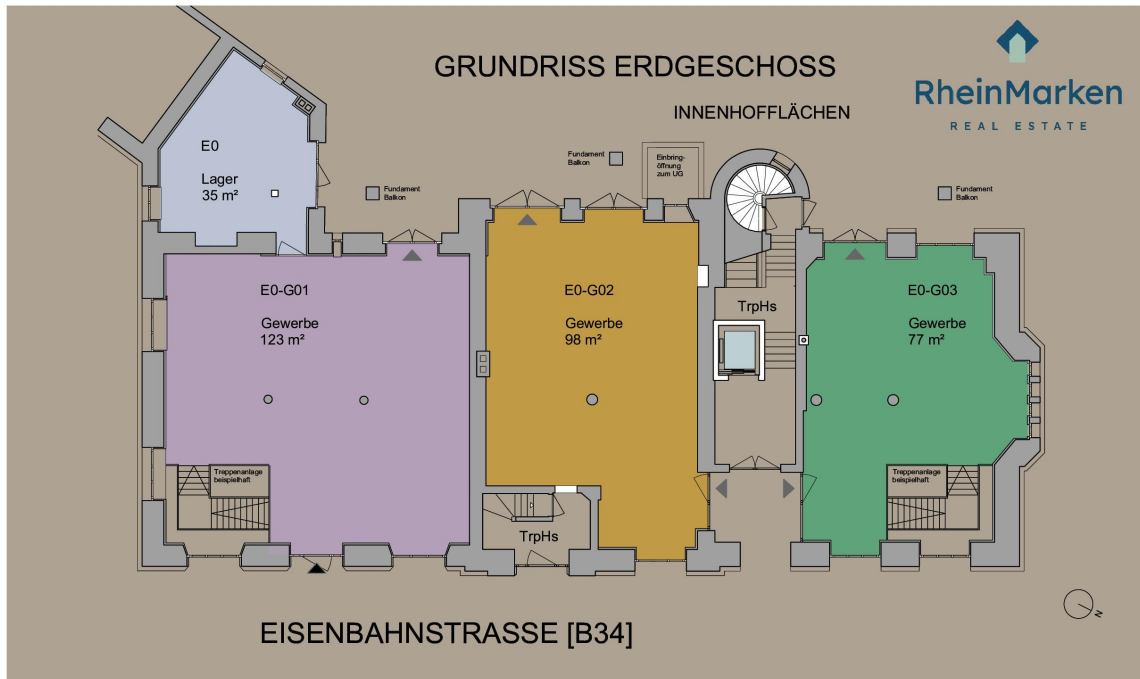 GRUNDRISS ERDGESCHOSS
INNENHOFFLÄCHEN
RheinMarken
REAL ESTATE
E0
Lager
35 m²
Fundament
Balkon
Fundament
Balkon
Einbring-
öffnung
zum UG
Fundament
Balkon
E0-G01
Gewerbe
123 m²
E0-G02
Gewerbe
98 m²
TrpHs
E0-G03
Gewerbe
77 m²
Treppenanlage
beispielhaft
TrpHs
Treppenanlage
beispielhaft
N
EISENBAHNSTRASSE [B34]